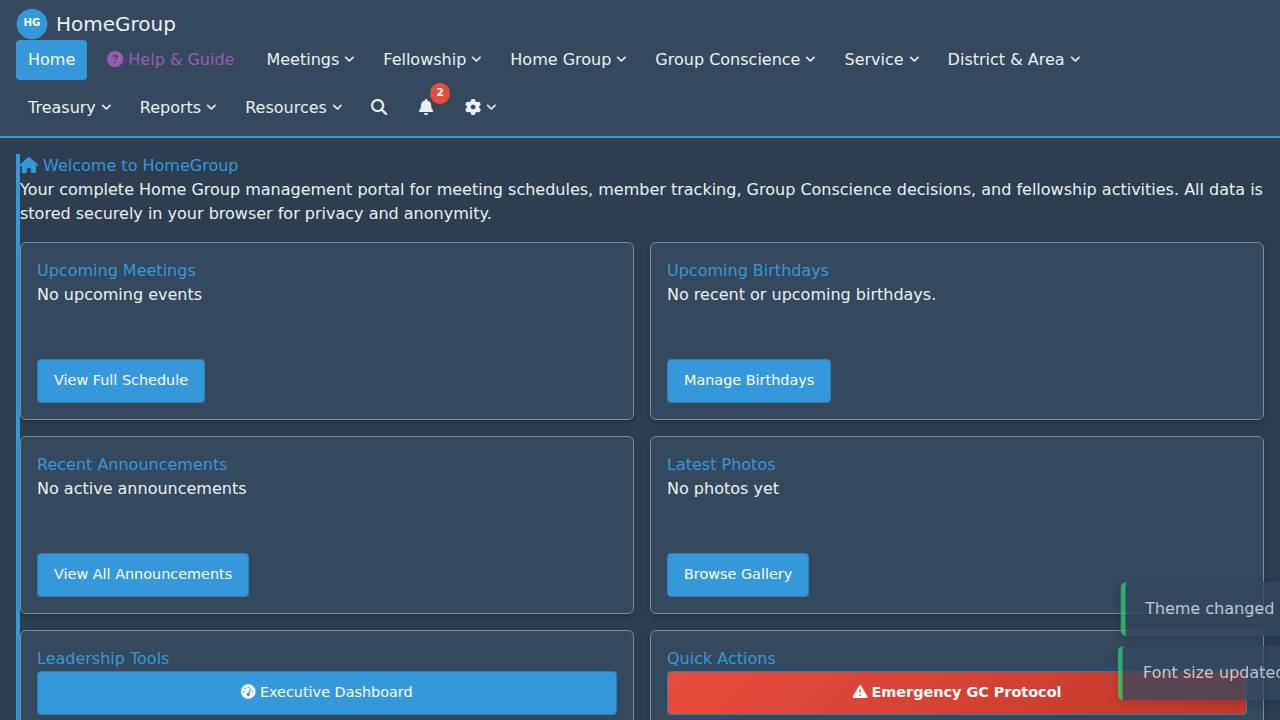 HG HomeGroup
Home ? Help & Guide Meetings Fellowship Home Group Group Conscience Service District & Area
Treasury Reports Resources 2
Welcome to HomeGroup
Your complete Home Group management portal for meeting schedules, member tracking, Group Conscience decisions, and fellowship activities. All data is
stored securely in your browser for privacy and anonymity.
Upcoming Meetings
No upcoming events
View Full Schedule
Upcoming Birthdays
No recent or upcoming birthdays.
Manage Birthdays
Recent Announcements
No active announcements
View All Announcements
Latest Photos
No photos yet
Browse Gallery
Theme changed
Font size updated
Leadership Tools
Executive Dashboard
Quick Actions
Emergency GC Protocol